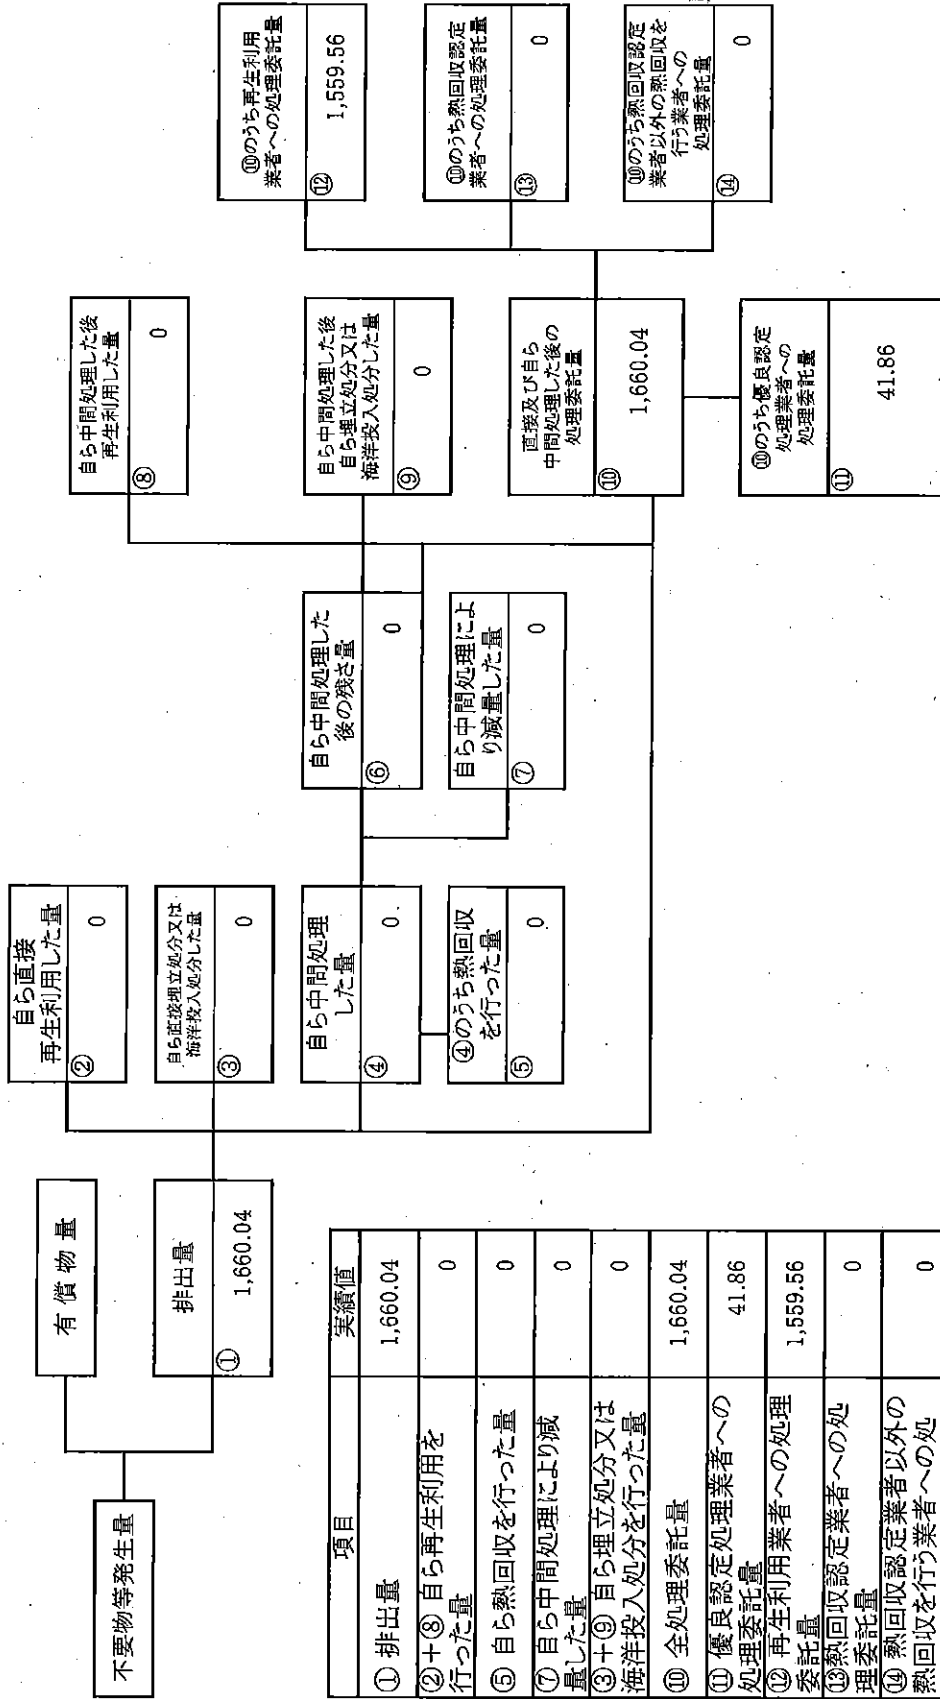 不要物等発生量
有償物量
排出量
①
1,660.04
自ら直接
再生利用した量
②
0
自ら直接埋立処分又は
海洋投入処分した量
③
0
自ら中間処理
した量
④
0
④のうち熱回収
を行った量
⑤
0
自ら中間処理した
後の残さ量
⑥
0
自ら中間処理によ
り減量した量
⑦
0
自ら中間処理した後
再生利用した量
⑧
0
自ら中間処理した後
自ら埋立処分又は
海洋投入処分した量
⑨
0
直接及び自ら
中間処理した後の
処理委託量
⑩
1,660.04
⑩のうち優良認定
処理業者への
処理委託量
⑪
41.86
⑩のうち再生利用
業者への処理委託量
⑫
1,559.56
⑩のうち熱回収認定
業者への処理委託量
⑬
0
⑩のうち熱回収認定
業者以外の熱回収を
行う業者への
処理委託量
⑭
0
項目 実績値
① 排出量 1,660.04
②+⑧ 自ら再生利用を
行った量 0
⑤ 自ら熱回収を行った量 0
⑦ 自ら中間処理により減
量した量 0
③+⑨ 自ら埋立処分又は
海洋投入処分を行った量 0
⑩ 全処理委託量 1,660.04
⑪ 優良認定処理業者への
処理委託量 41.86
⑫ 再生利用業者への処理
委託量 1,559.56
⑬熱回収認定業者への処
理委託量 0
⑭ 熱回収認定業者以外の
熱回収を行う業者への処 0